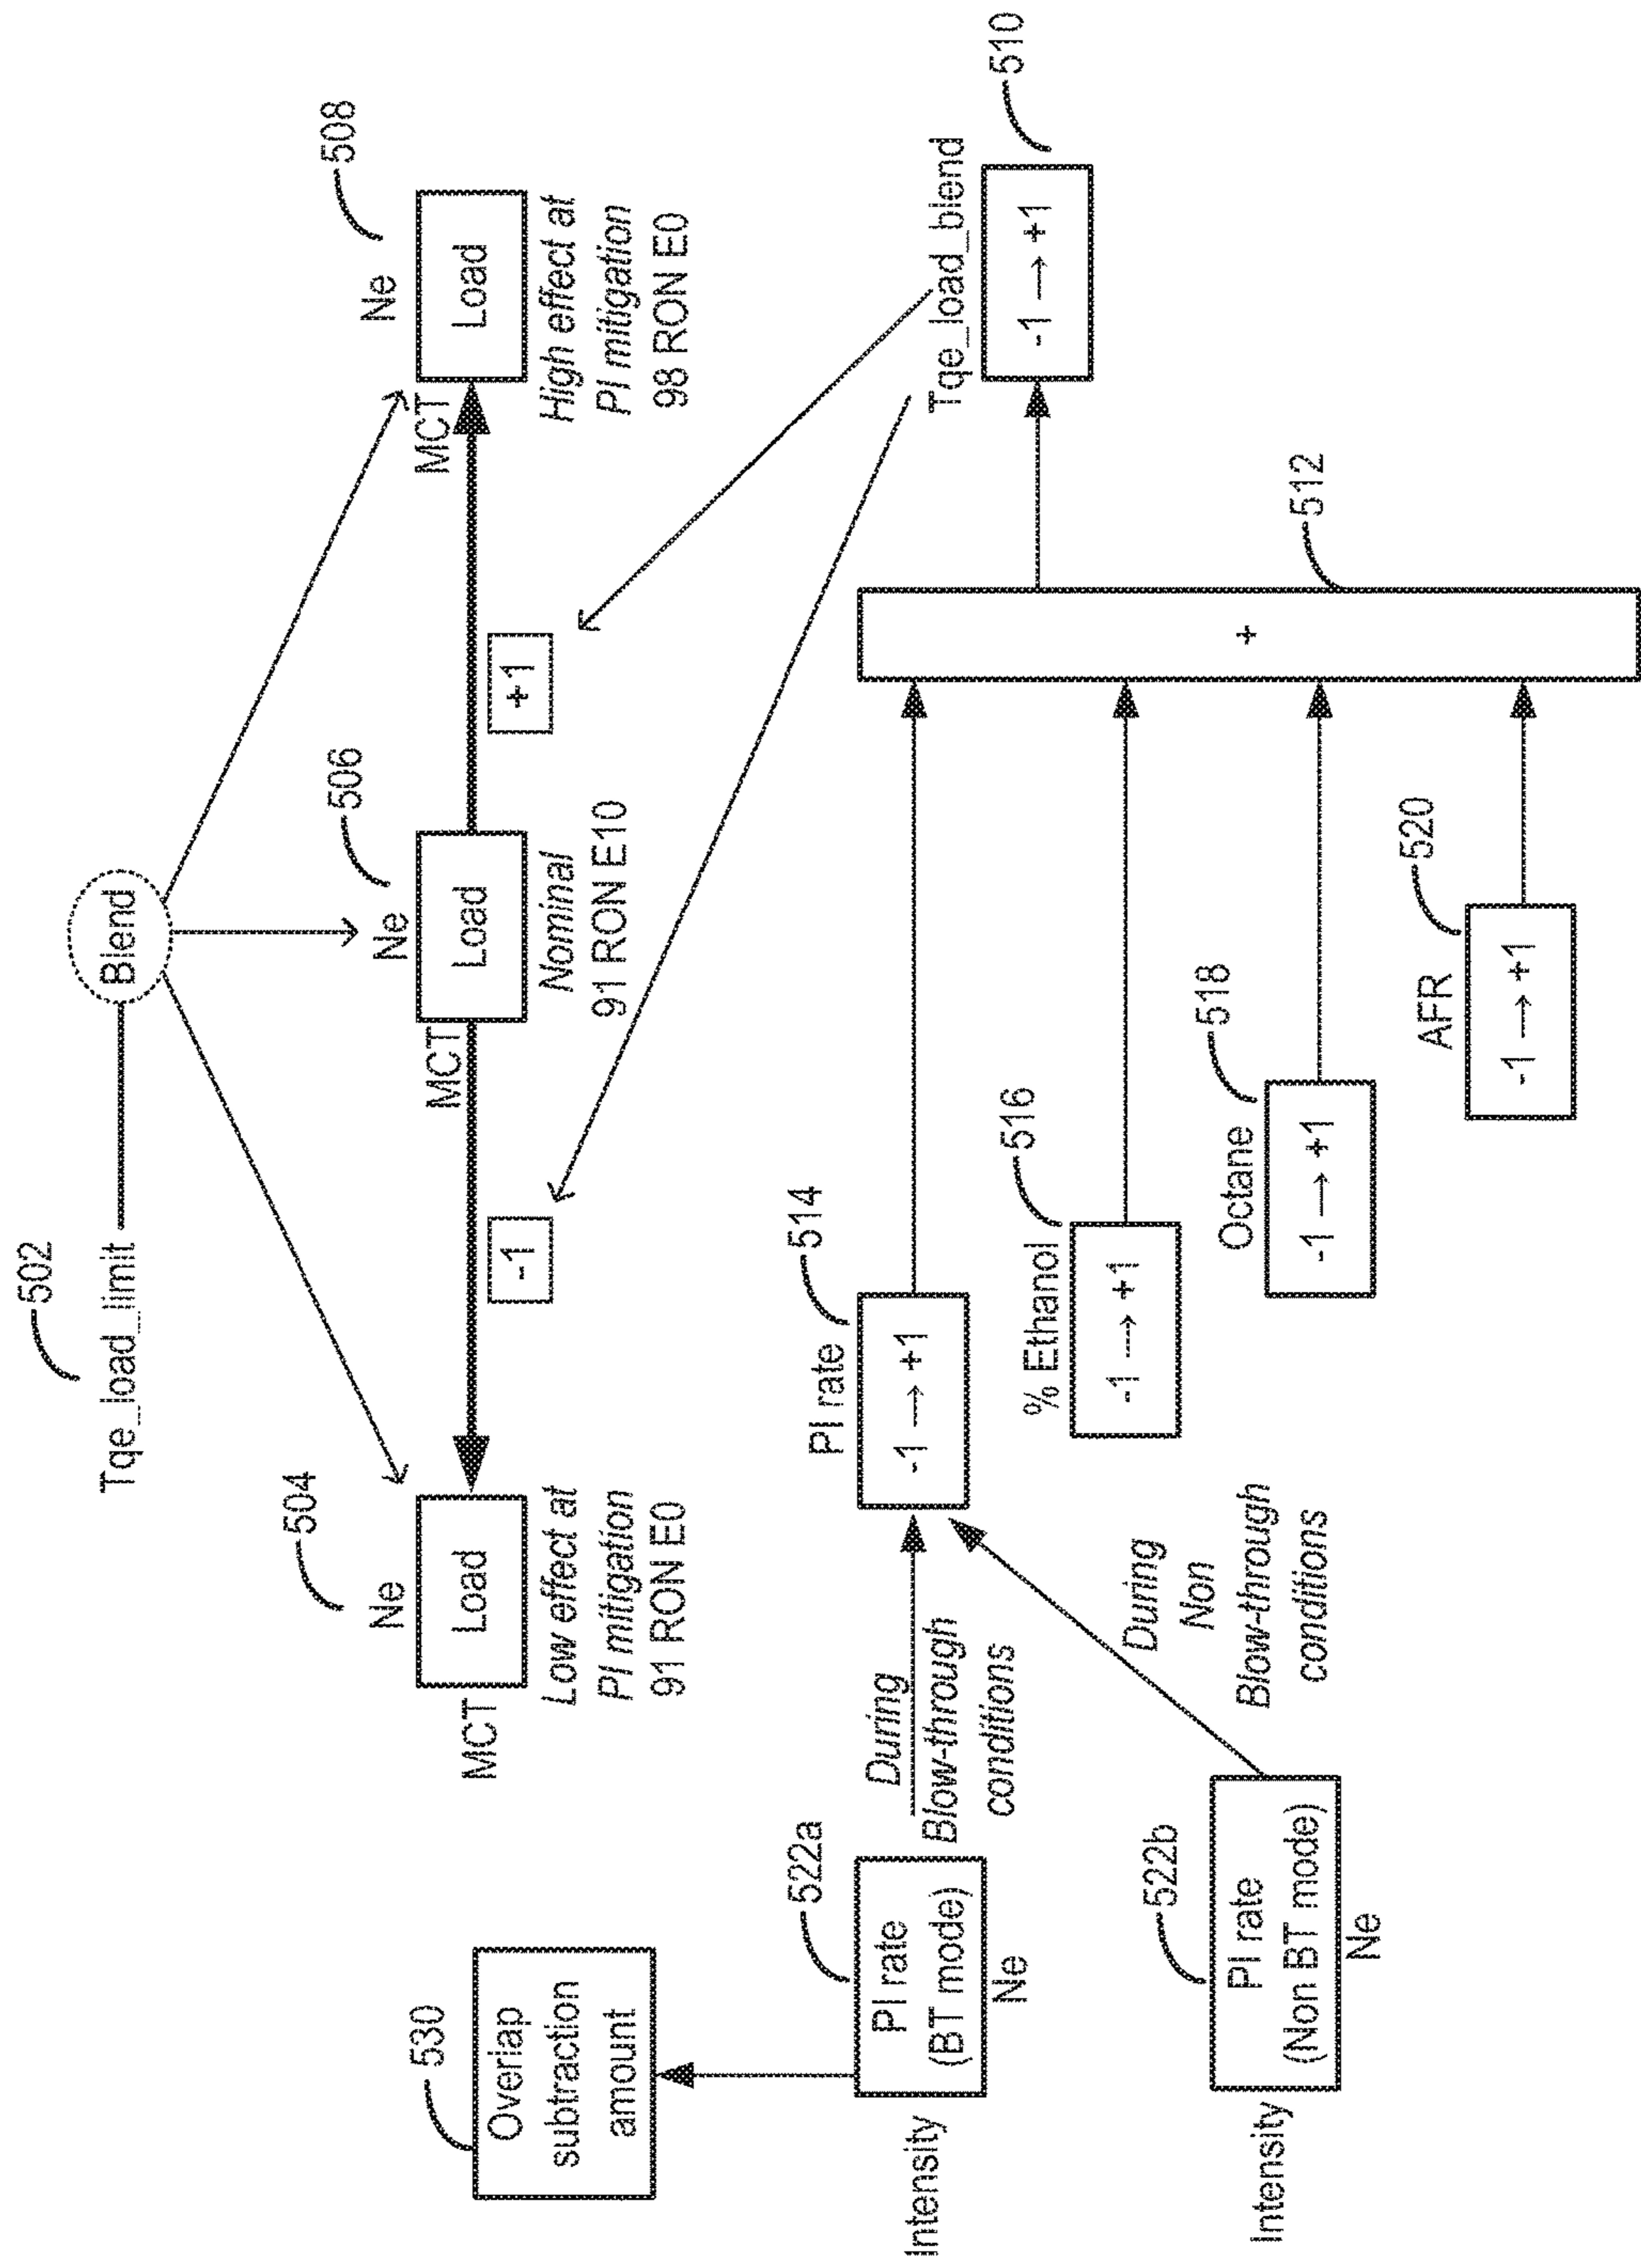 502
Tqe_load_limit
Blend
504
Ne
MCT
Load
Low effect at
PI mitigation
91 RON E0
-1
506
Ne
MCT
Load
Nominal
91 RON E10
+1
508
Ne
MCT
Load
High effect at
PI mitigation
98 RON E0
530
Overlap
subtraction
amount
522a
Intensity
PI rate
(BT mode)
Ne
During
Blow-through
conditions
522b
Intensity
PI rate
(Non BT mode)
Ne
During
Non
Blow-through
conditions
514
PI rate
-1 → +1
516
% Ethanol
-1 → +1
518
Octane
-1 → +1
520
AFR
-1 → +1
512
+
Tqe_load_blend
510
-1 → +1